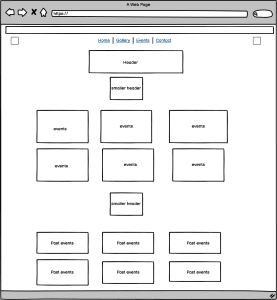 A Web Page
https://
Home Gallery Events Contact
Header
smaller header
events events events
events events events
smaller header
Past events Past events Past events
Past events Past events Past events